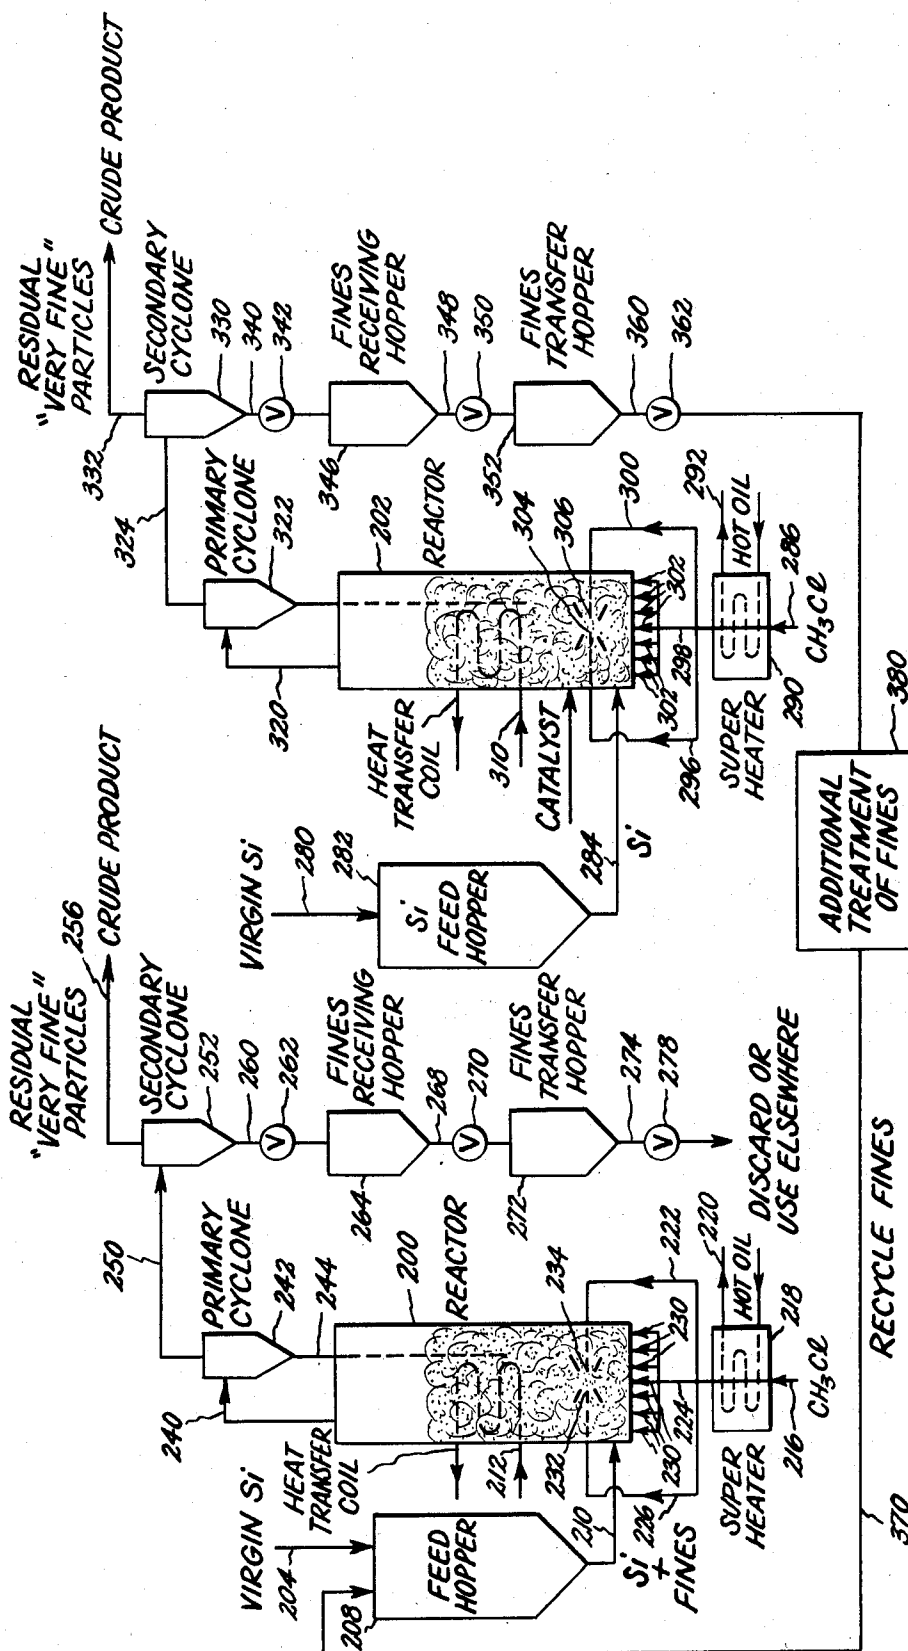 RESIDUAL
"VERY FINE"
PARTICLES
256
CRUDE PRODUCT
250
SECONDARY
CYCLONE
252
260
262
V
PRIMARY
CYCLONE
242
244
240
FINES
RECEIVING
HOPPER
264
268
270
V
VIRGIN Si
204
208
FEED
HOPPER
HEAT
TRANSFER
COIL
200
REACTOR
212
232
234
210
Si
+
FINES
226
230
230
224
222
FINES
TRANSFER
HOPPER
272
274
278
V
DISCARD OR
USE ELSEWHERE
SUPER
HEATER
220
HOT OIL
218
216
CH3Cl
370
RECYCLE FINES
RESIDUAL
"VERY FINE"
PARTICLES
332
CRUDE PRODUCT
324
SECONDARY
CYCLONE
330
340
342
V
PRIMARY
CYCLONE
322
320
FINES
RECEIVING
HOPPER
346
348
350
V
VIRGIN Si
280
282
Si
FEED
HOPPER
HEAT
TRANSFER
COIL
202
REACTOR
310
304
306
CATALYST
284
Si
296
302
302
298
300
FINES
TRANSFER
HOPPER
352
360
362
V
SUPER
HEATER
292
HOT OIL
290
286
CH3Cl
ADDITIONAL
TREATMENT
OF FINES
380